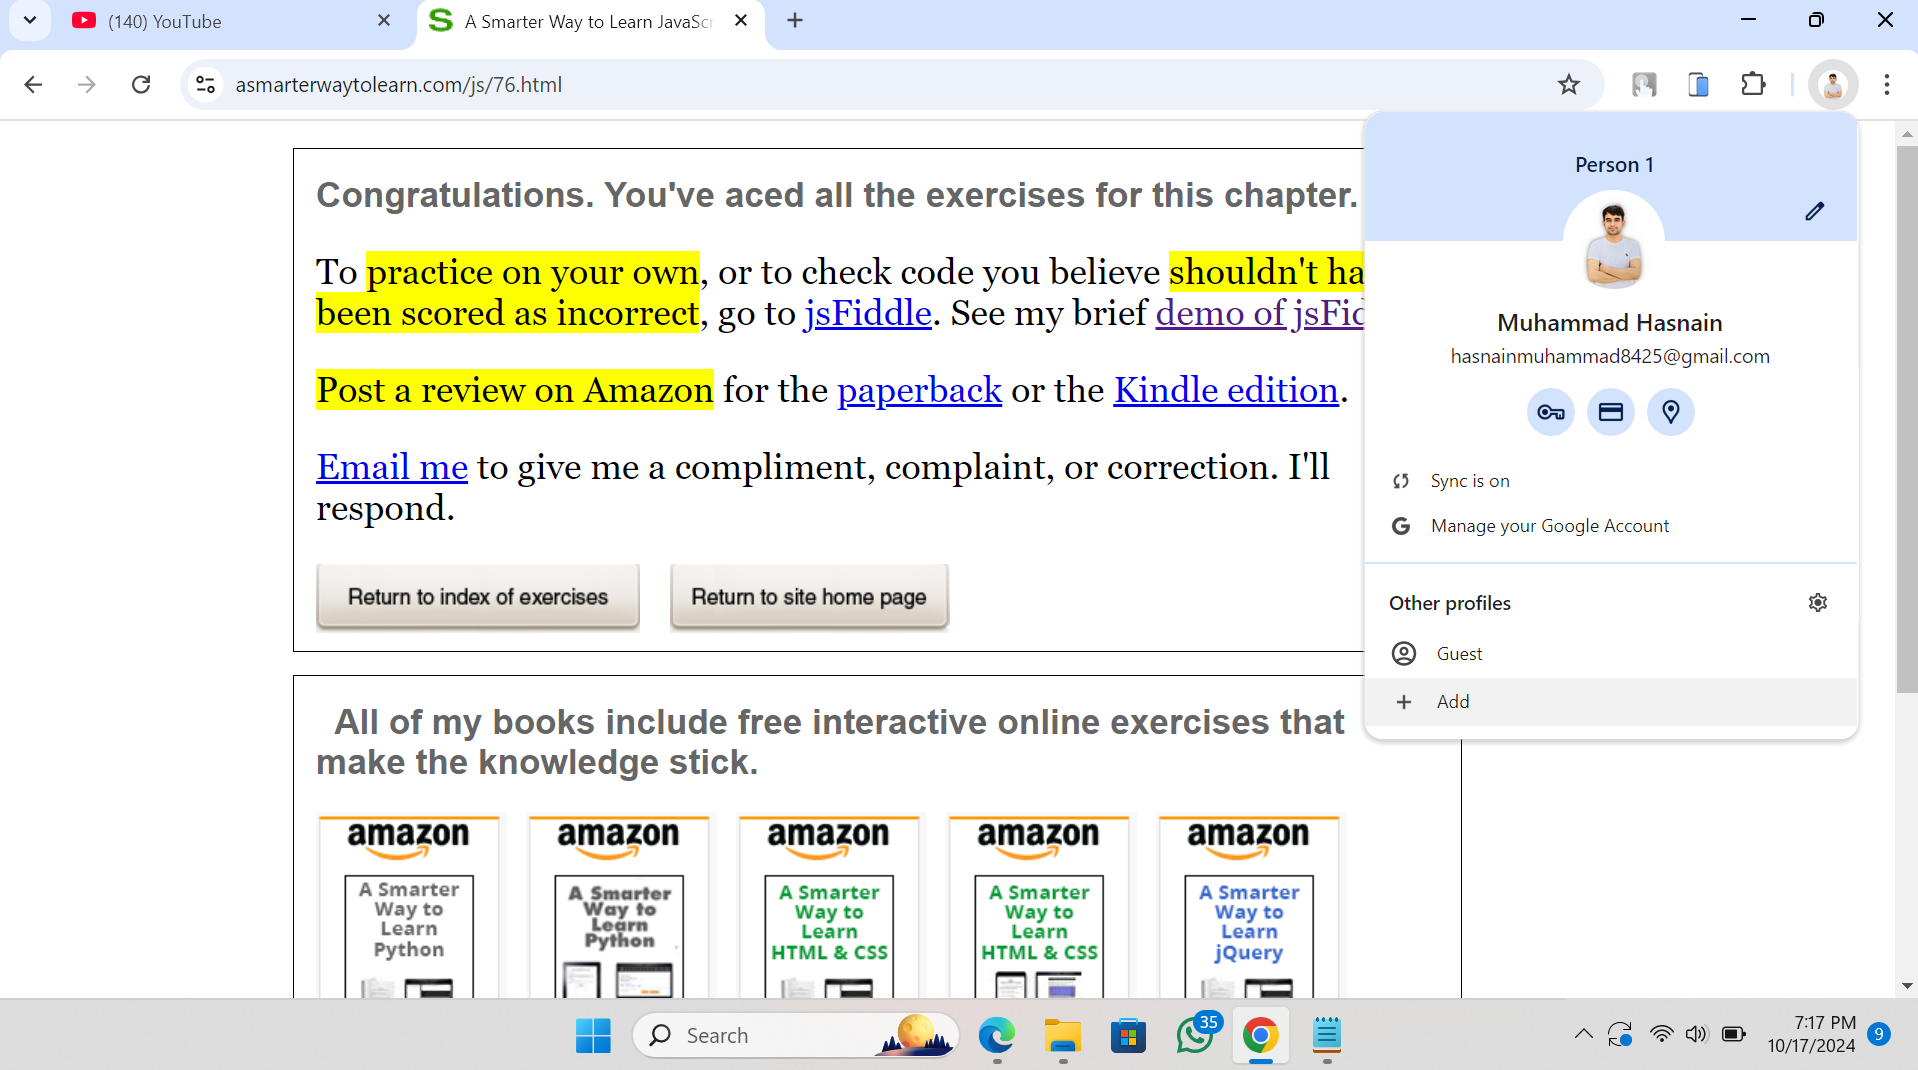 (140) YouTube
A Smarter Way to Learn JavaScr
asmarterwaytolearn.com/js/76.html
Congratulations. You've aced all the exercises for this chapter.
To practice on your own, or to check code you believe shouldn't ha
been scored as incorrect, go to jsFiddle. See my brief demo of jsFid
Post a review on Amazon for the paperback or the Kindle edition.
Email me to give me a compliment, complaint, or correction. I'll
respond.
Return to index of exercises
Return to site home page
Person 1
Muhammad Hasnain
hasnainmuhammad8425@gmail.com
Sync is on
Manage your Google Account
Other profiles
Guest
Add
All of my books include free interactive online exercises that
make the knowledge stick.
amazon
A Smarter
Way to
Learn
Python
amazon
A Smarter
Way to
Learn
Python
amazon
A Smarter
Way to
Learn
HTML & CSS
amazon
A Smarter
Way to
Learn
HTML & CSS
amazon
A Smarter
Way to
Learn
jQuery
Search
35
7:17 PM
10/17/2024
9